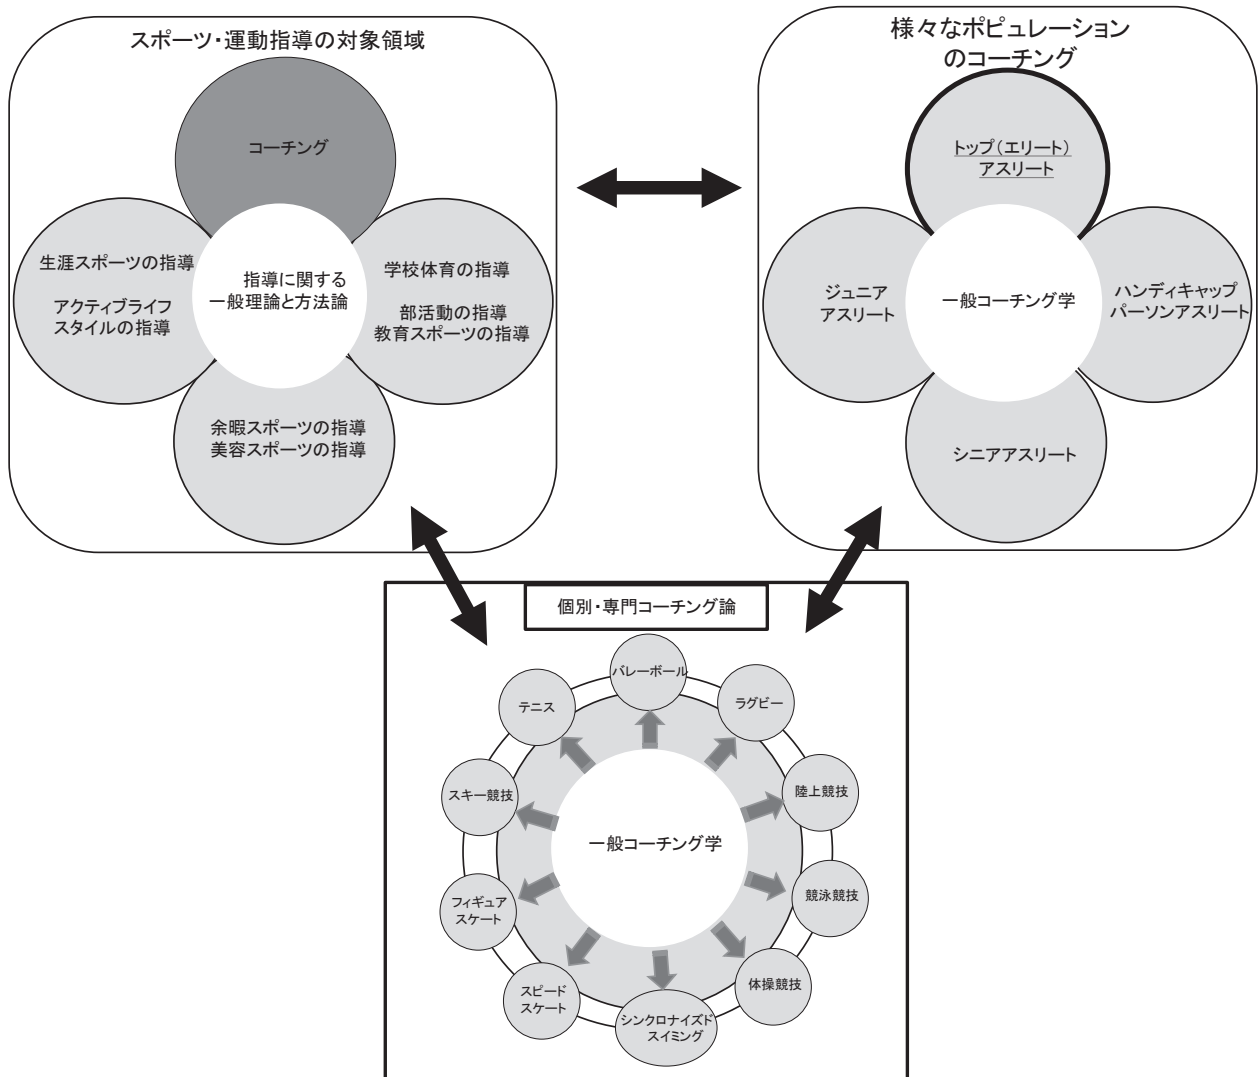 スポーツ・運動指導の対象領域
コーチング
生涯スポーツの指導
アクティブライフ
スタイルの指導
指導に関する
一般理論と方法論
学校体育の指導
部活動の指導
教育スポーツの指導
余暇スポーツの指導
美容スポーツの指導
様々なポピュレーション
のコーチング
トップ(エリート)
アスリート
ジュニア
アスリート
一般コーチング学
ハンディキャップ
パーソンアスリート
シニアアスリート
個別・専門コーチング論
バレーボール
テニス
ラグビー
スキー競技
陸上競技
一般コーチング学
フィギュア
スケート
競泳競技
スピード
スケート
体操競技
シンクロナイズド
スイミング